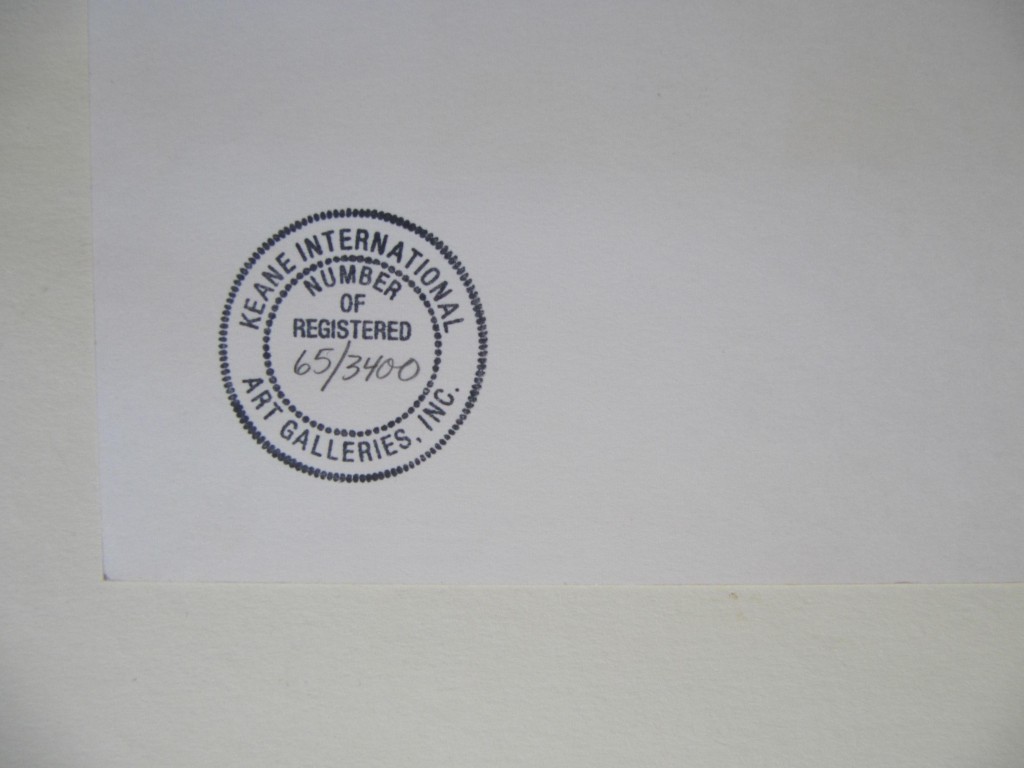 KEANE INTERNATIONAL
NUMBER
OF
REGISTERED
65/3400
ART GALLERIES, INC.